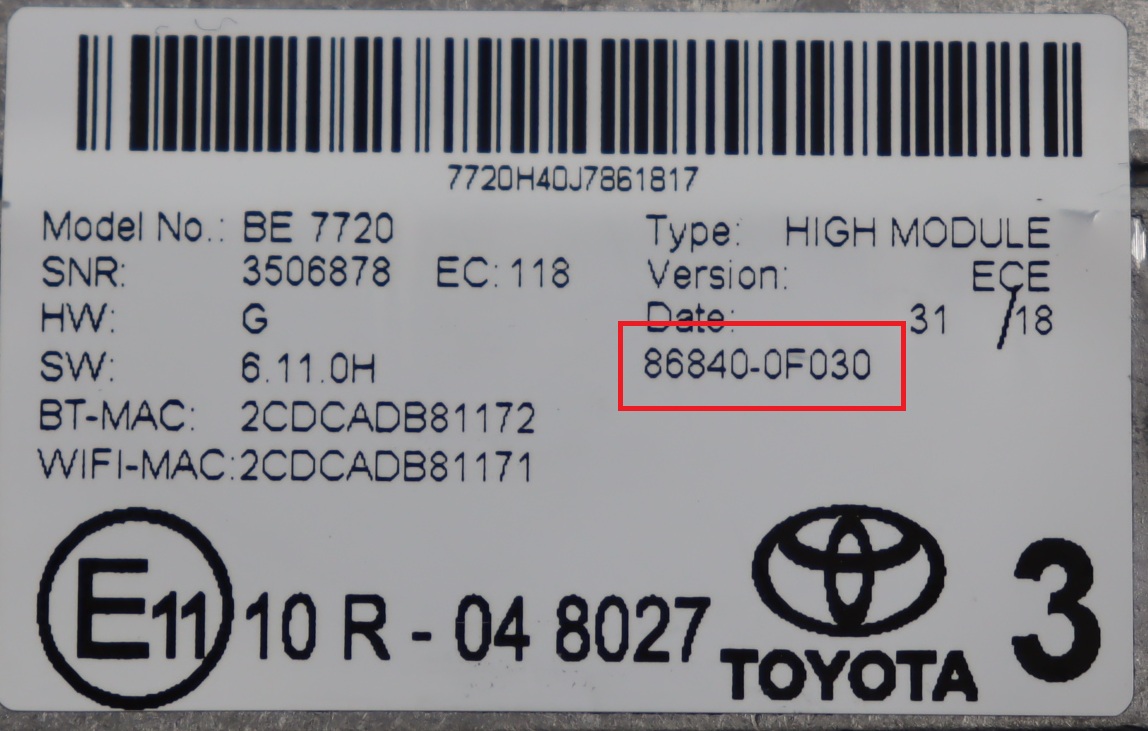 7720H40J7861817
Model No.: BE 7720
Type: HIGH MODULE
SNR: 3506878 EC: 118
Version: ECE
HW: G
Date: 31 /18
SW: 6.11.0H
86840-0F030
BT-MAC: 2CDCADB81172
WIFI-MAC:2CDCADB81171
E11 10 R - 04 8027
TOYOTA
3